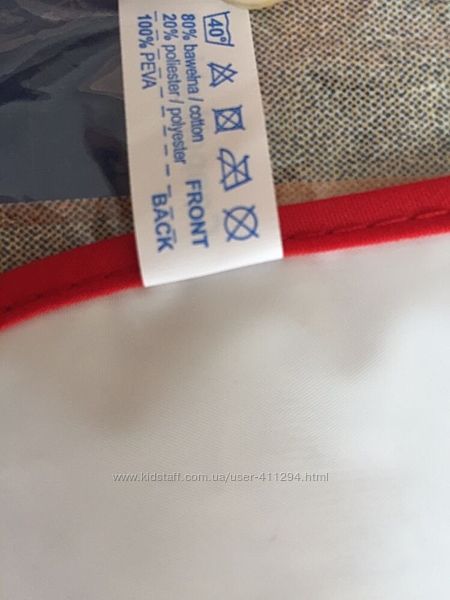 40°
80% bawełna / cotton
20% poliester / polyester
100% PEVA
FRONT
BACK
www.kidstaff.com.ua/user-411294.html